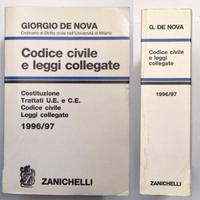 GIORGIO DE NOVA
Ordinario di Diritto civile nell'Università di Milano
Codice civile
e leggi collegate
Costituzione
Trattati U.E. e C.E.
Codice civile
Leggi collegate
1996/97
ZANICHELLI
G. DE NOVA
Codice civile
e leggi
collegate
1996/97
ZANICHELLI